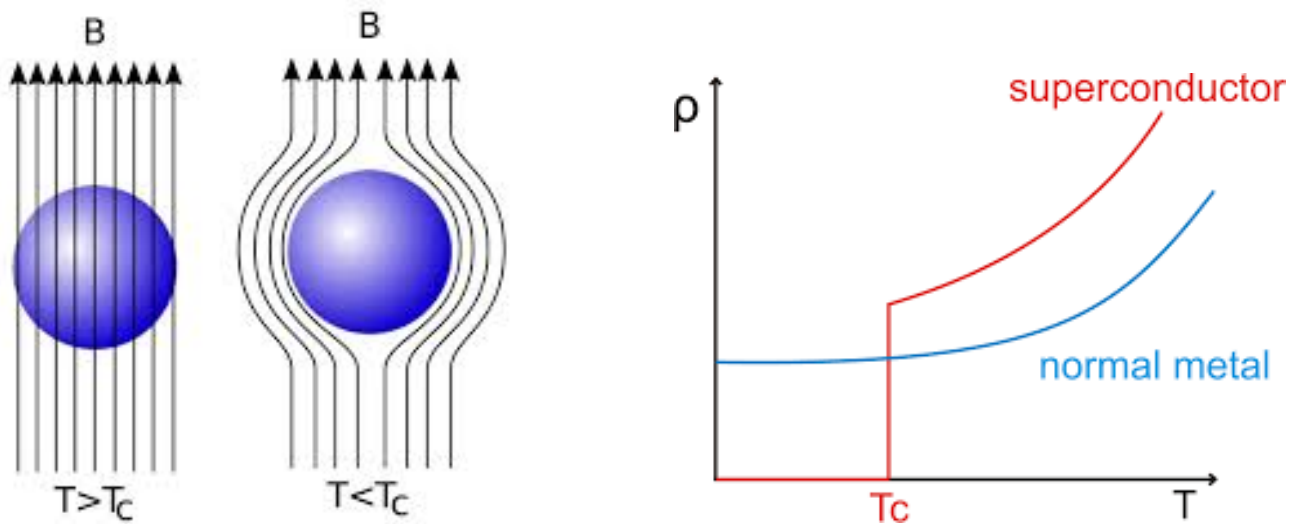 B
B
T>Tc
T<Tc
ρ
superconductor
normal metal
Tc
T